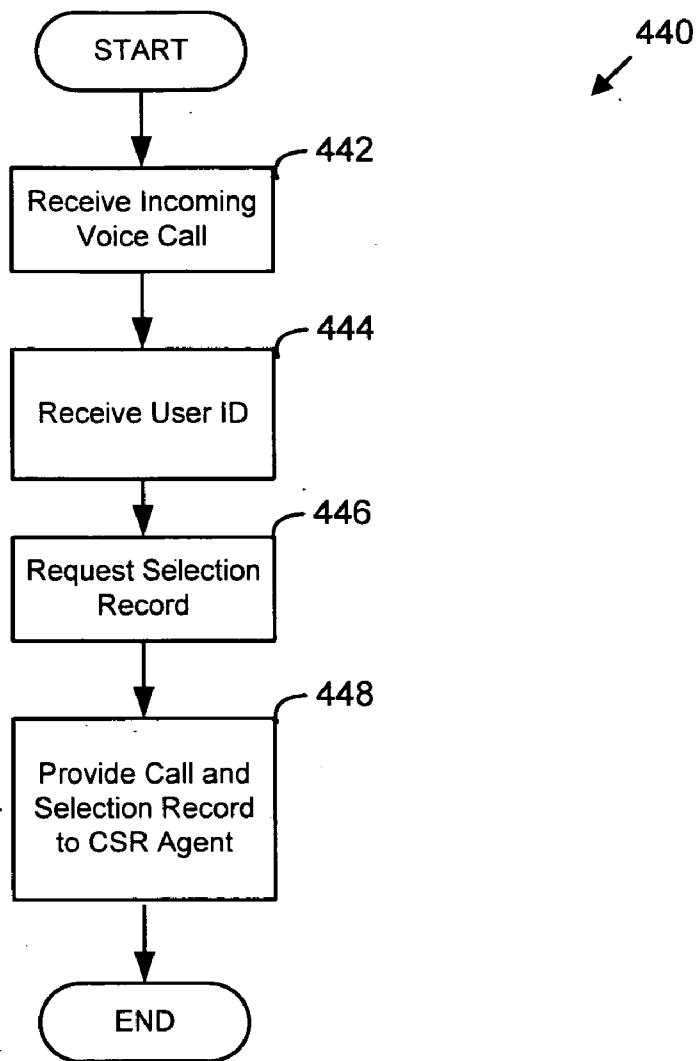 START
440
442
Receive Incoming
Voice Call
444
Receive User ID
446
Request Selection
Record
448
Provide Call and
Selection Record
to CSR Agent
END